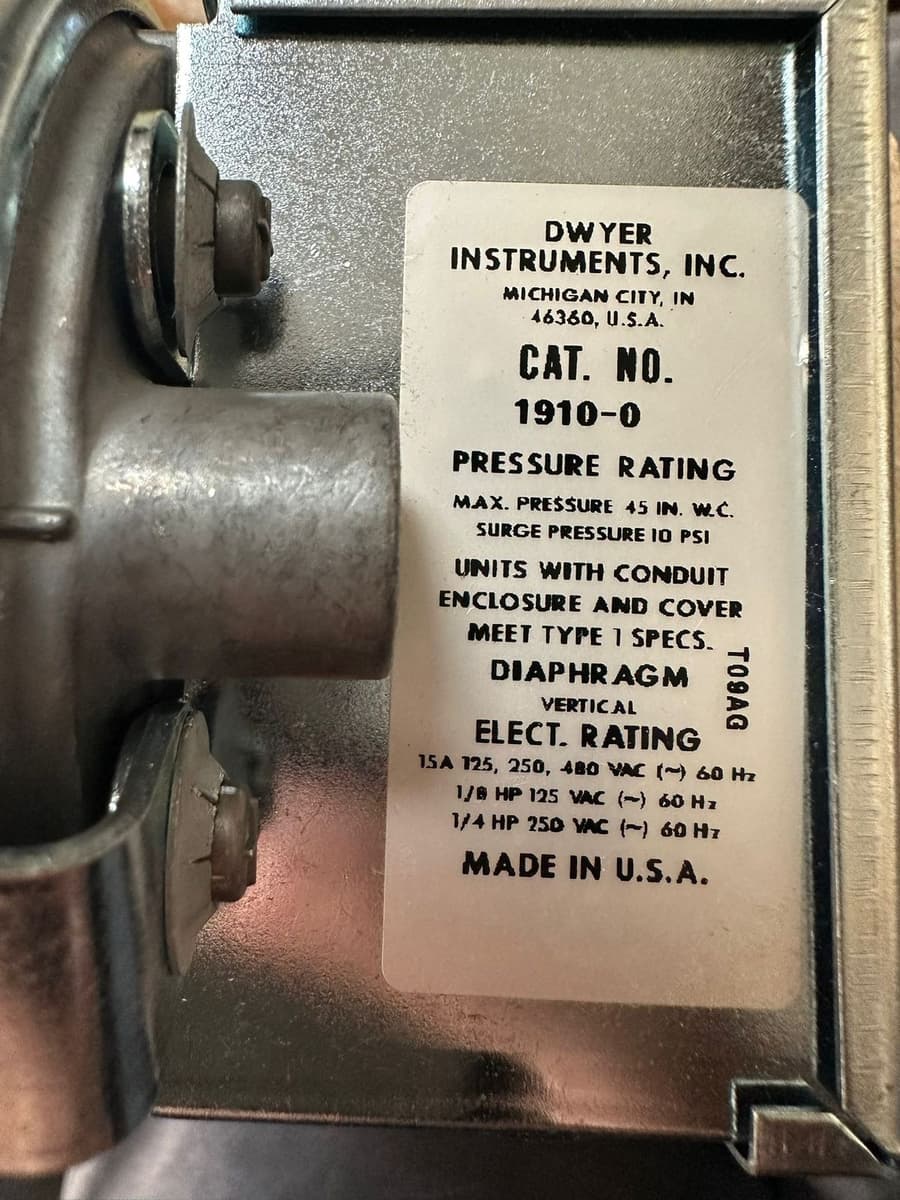 DWYER
INSTRUMENTS, INC.
MICHIGAN CITY, IN
46360, U.S.A.
CAT. NO.
1910-0
PRESSURE RATING
MAX. PRESSURE 45 IN. W.C.
SURGE PRESSURE 10 PSI
UNITS WITH CONDUIT
ENCLOSURE AND COVER
MEET TYPE 1 SPECS.
DIAPHRAGM
VERTICAL
T09AG
ELECT. RATING
15A 125, 250, 480 VAC (~) 60 Hz
1/8 HP 125 VAC (~) 60 Hz
1/4 HP 250 VAC (~) 60 Hz
MADE IN U.S.A.